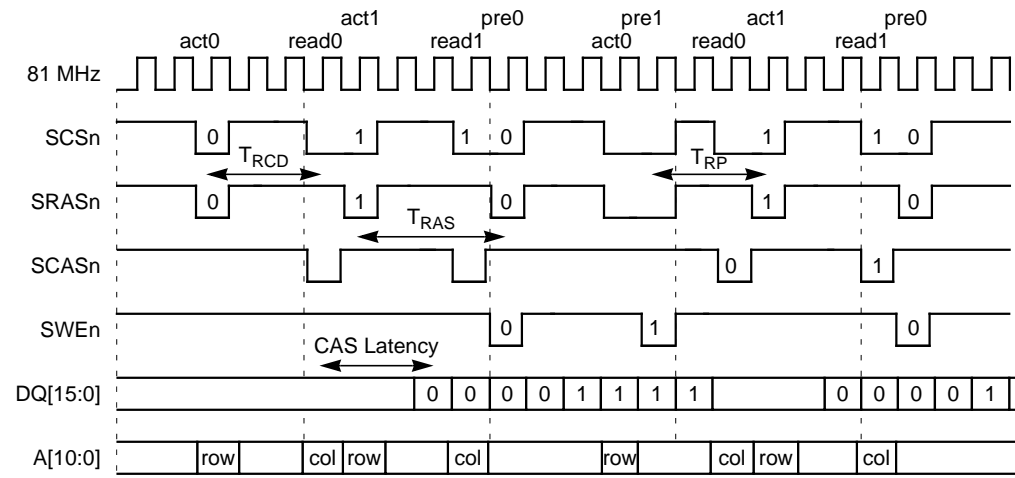 act1 pre0 pre1 act1 pre0
act0 read0 read1 act0 read0 read1
81 MHz
SCSn 0 1 1 0 1 1 0
TRCD TRP
SRASn 0 1 0 1 0
TRAS
SCASn 0 1
SWEn 0 1 0
CAS Latency
DQ[15:0] 0 0 0 0 1 1 1 1 0 0 0 0 1
A[10:0] row col row col row col row col